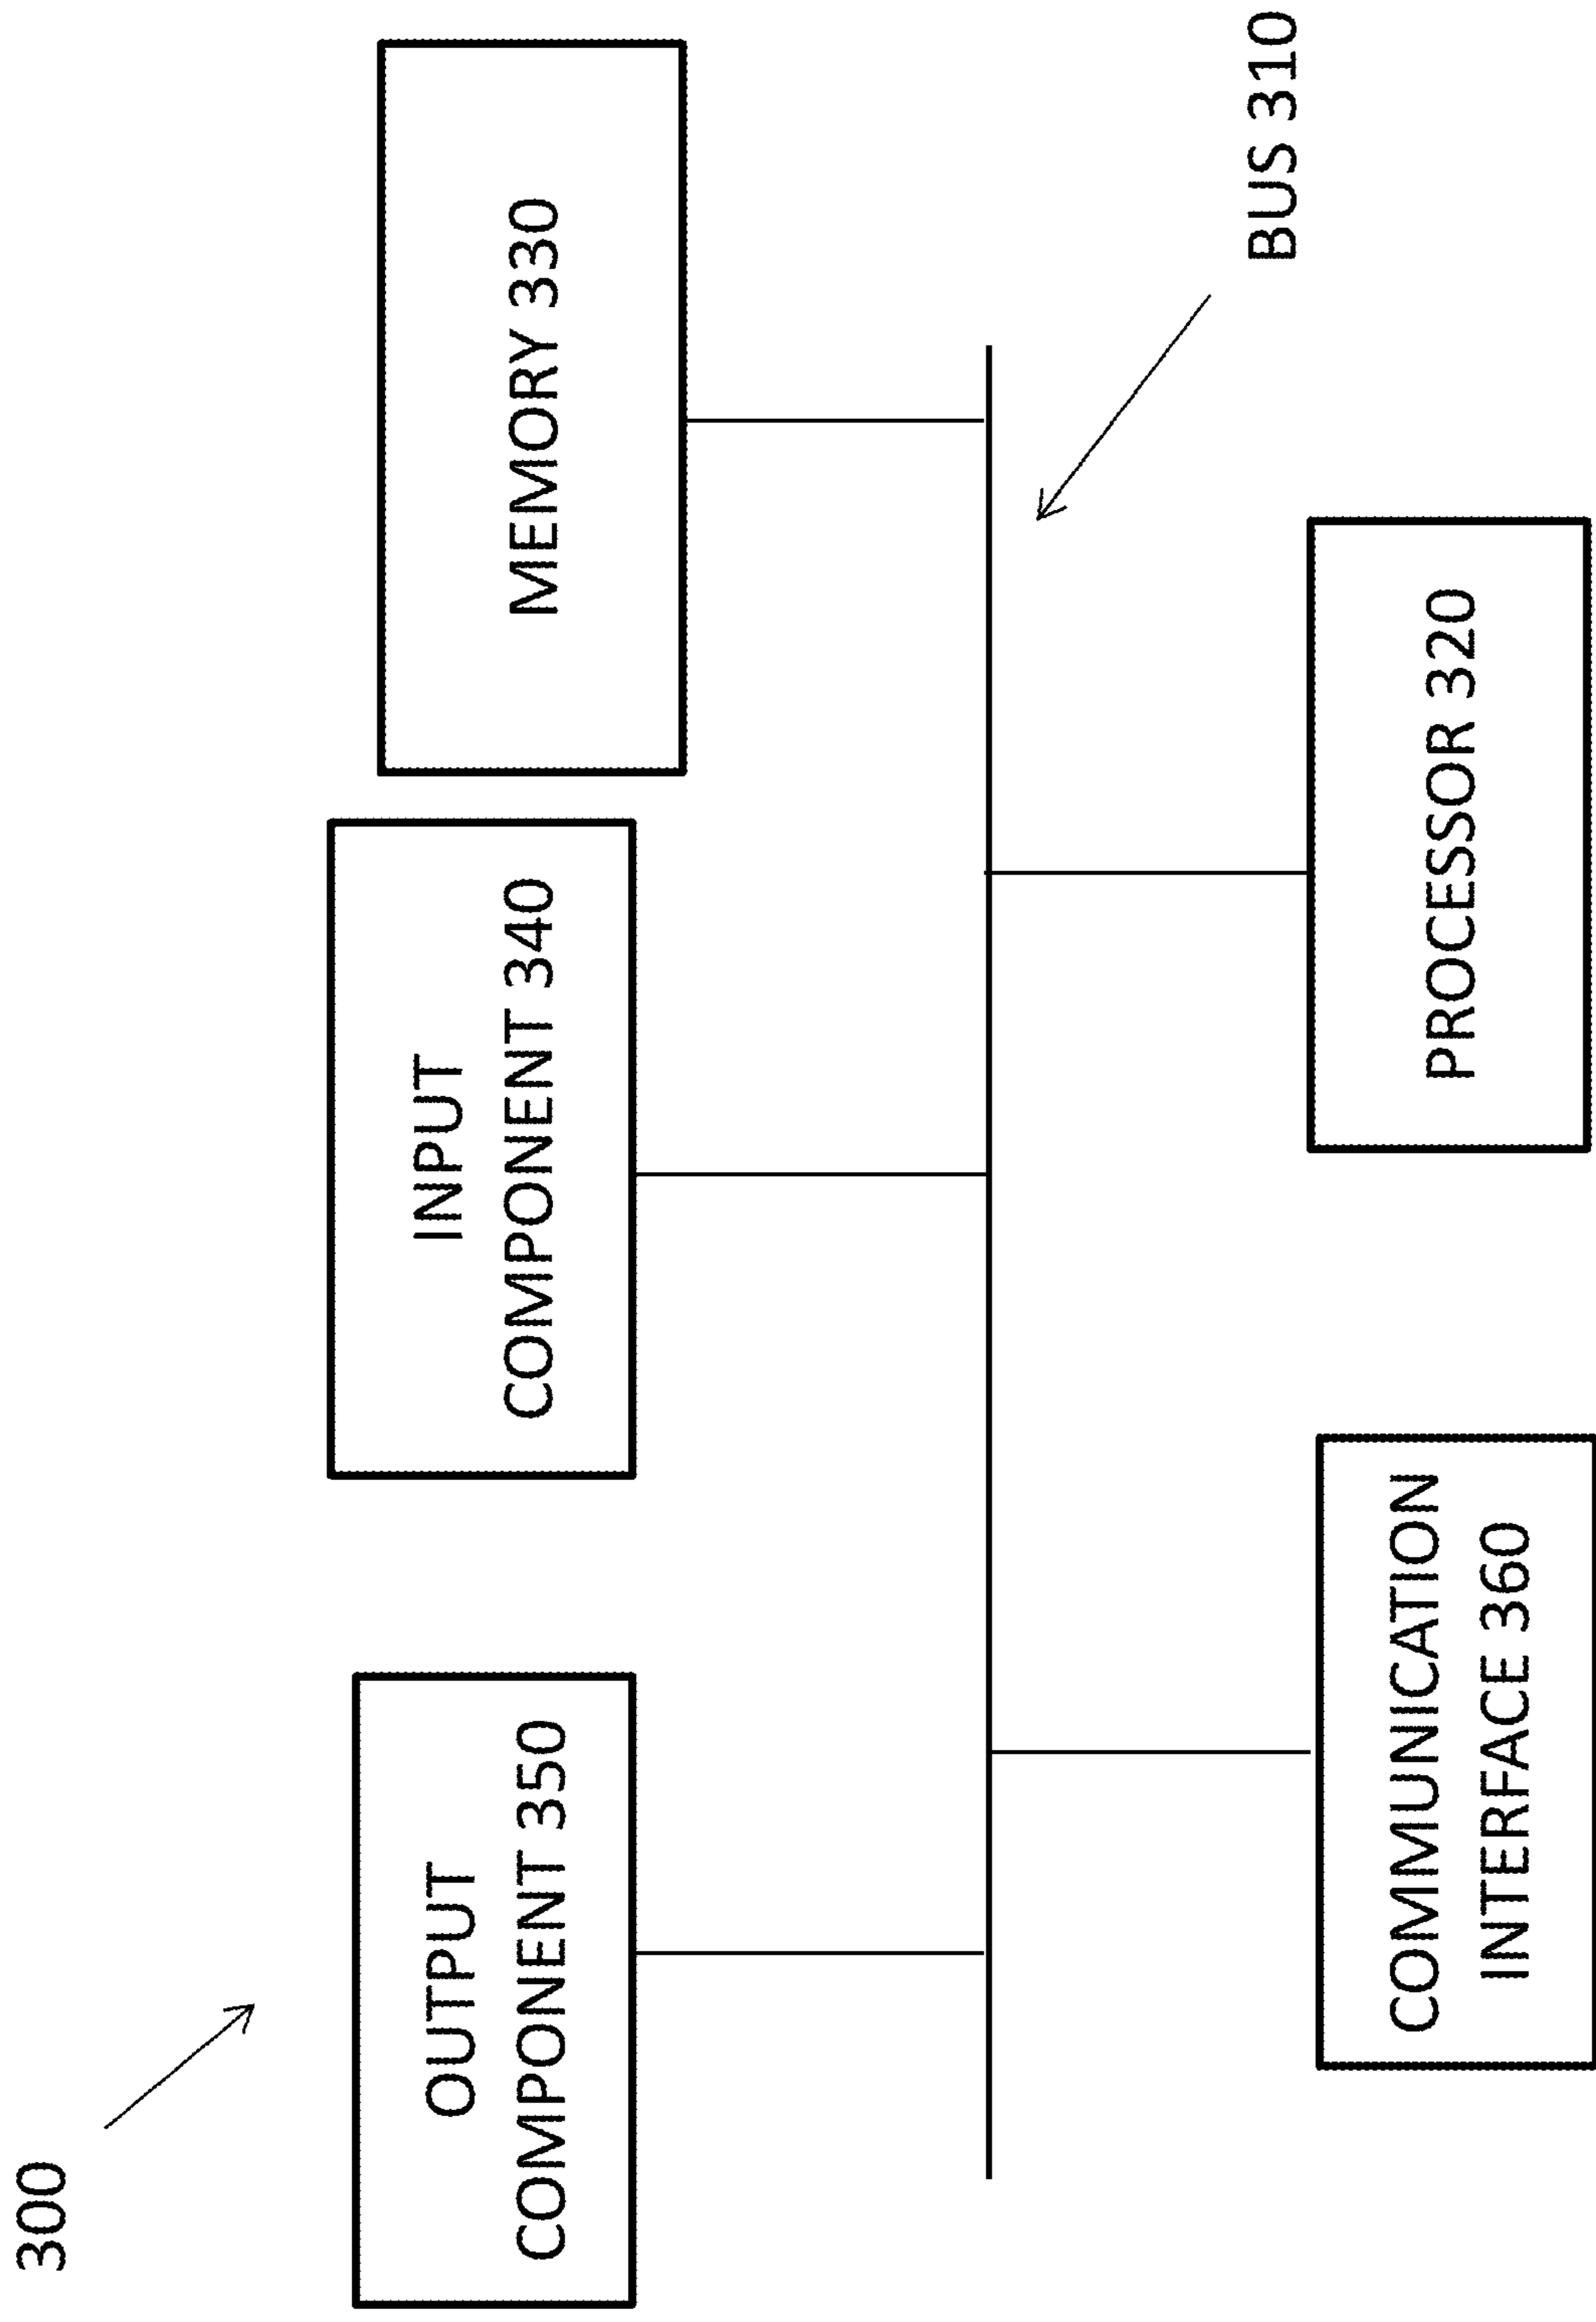 300
OUTPUT
COMPONENT 350
INPUT
COMPONENT 340
MEMORY 330
BUS 310
COMMUNICATION
INTERFACE 360
PROCESSOR 320